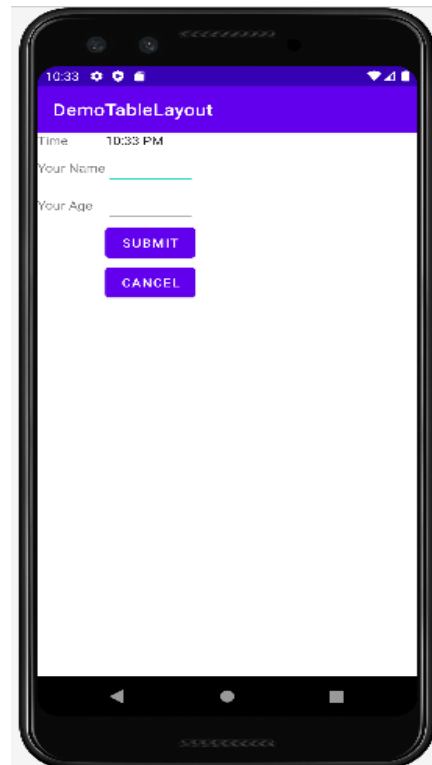 10:33
DemoTableLayout
Time 10:33 PM
Your Name
Your Age
SUBMIT
CANCEL